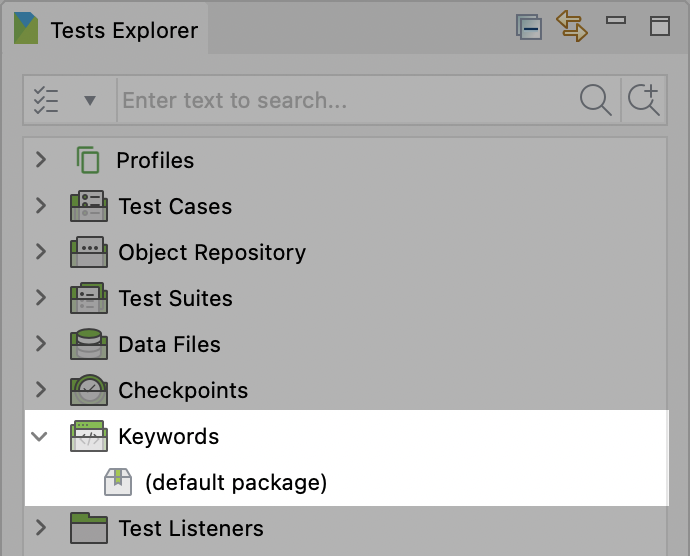 Tests Explorer
Enter text to search...
Profiles
Test Cases
Object Repository
Test Suites
Data Files
Checkpoints
Keywords
(default package)
Test Listeners